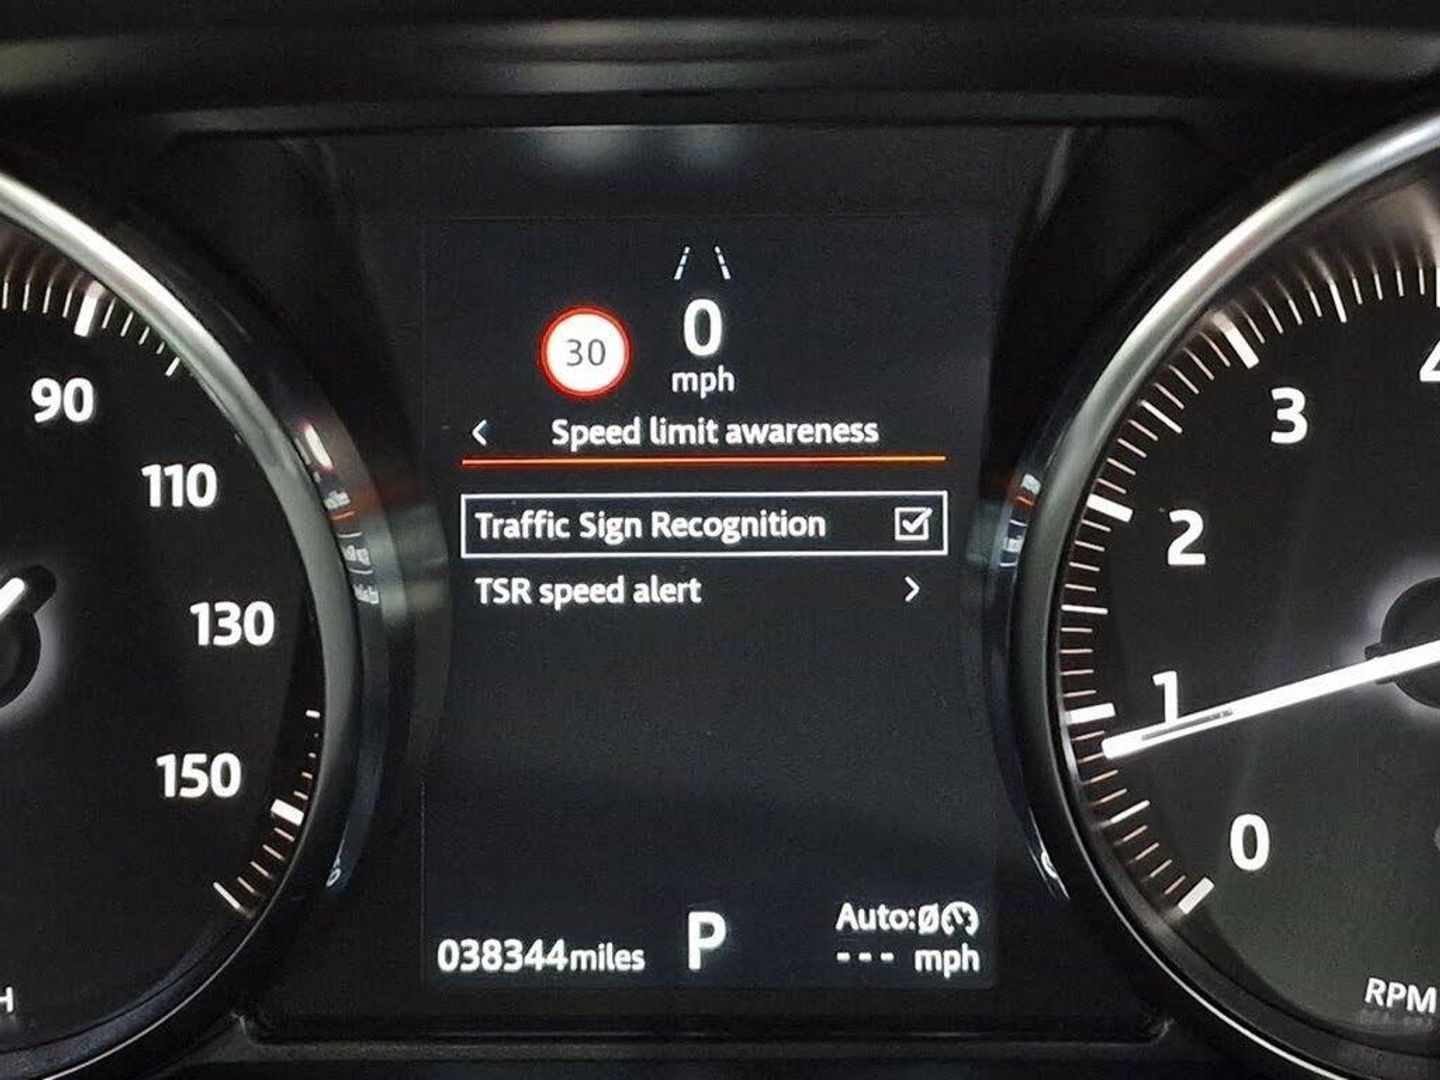 0
30
mph
Speed limit awareness
Traffic Sign Recognition
TSR speed alert
038344miles
P
Auto:
--- mph
90
110
130
150
H
4
3
2
1
0
RPM